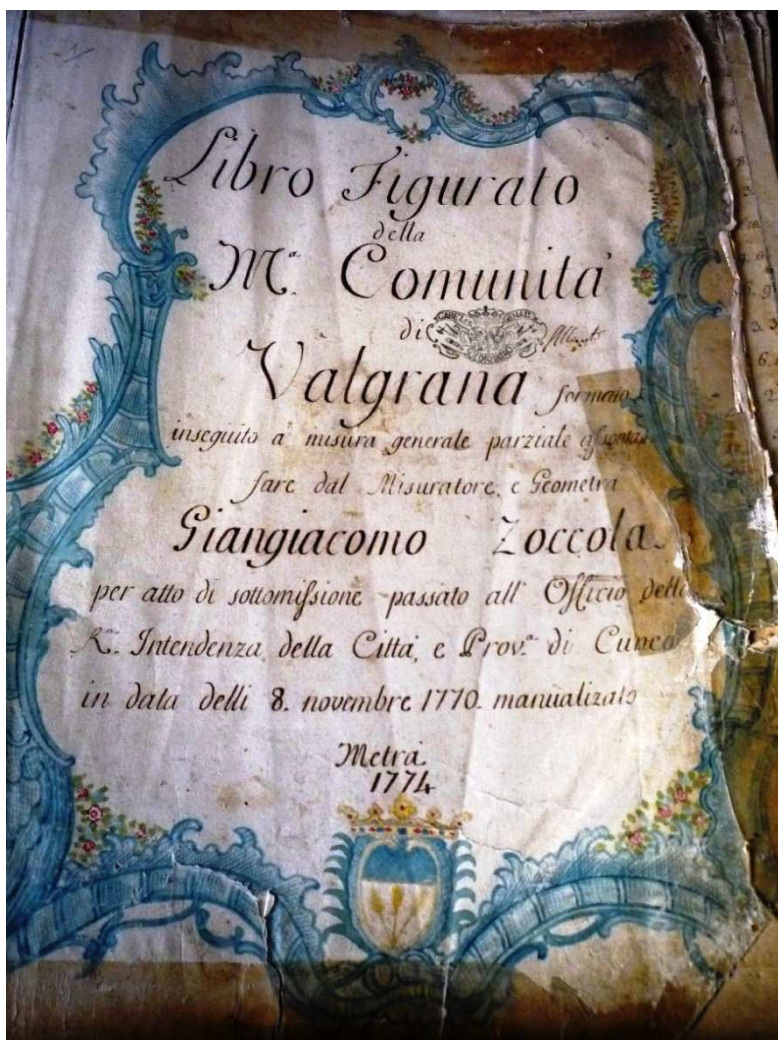 Libro Figurato
della
M.ª Comunità
di
Valgrana formato
inseguito a misura generale parziale
fare dal Misuratore, e Geometra
Giangiacomo Zoccola
per atto di sottomissione passato all' Officio della
R.ª Intendenza della Città, e Prov.ª di Cuneo
in data delli 8. novembre 1770. manualizato
Metra
1774